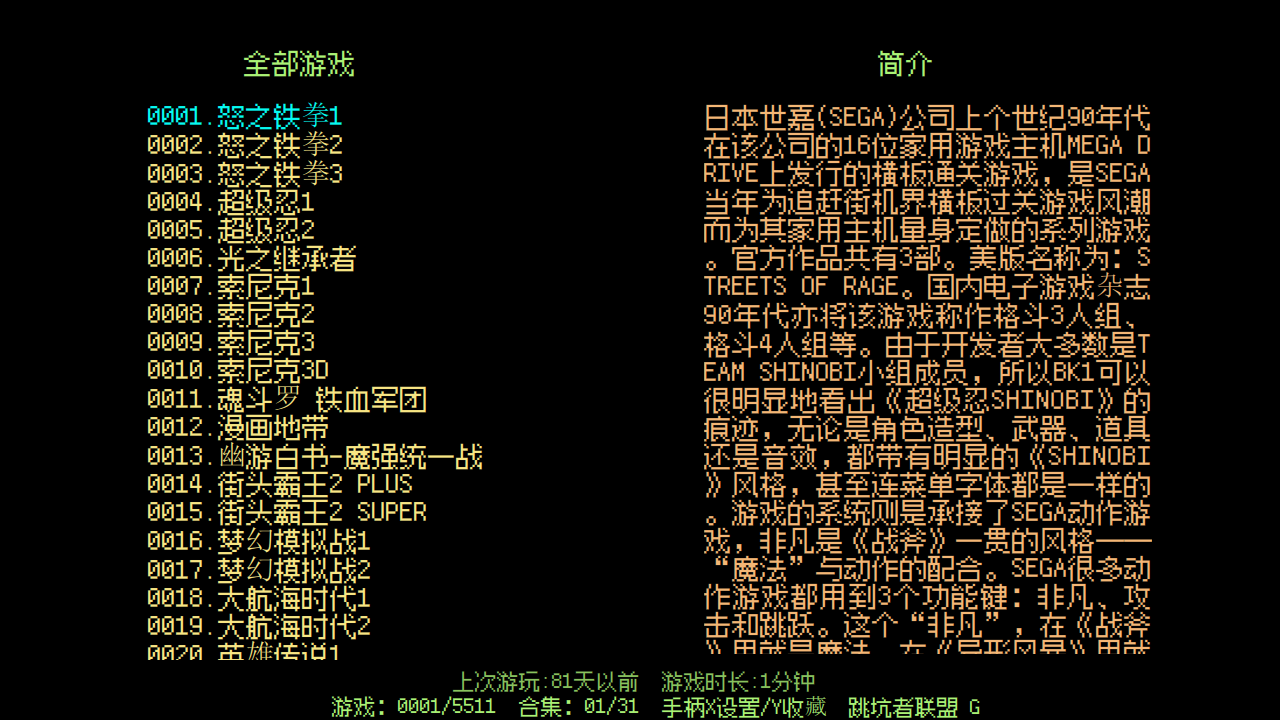 全部游戏
0001.怒之铁拳1
0002.怒之铁拳2
0003.怒之铁拳3
0004.超级忍1
0005.超级忍2
0006.光之继承者
0007.索尼克1
0008.索尼克2
0009.索尼克3
0010.索尼克3D
0011.魂斗罗 铁血军团
0012.漫画地带
0013.幽游白书-魔强统一战
0014.街头霸王2 PLUS
0015.街头霸王2 SUPER
0016.梦幻模拟战1
0017.梦幻模拟战2
0018.大航海时代1
0019.大航海时代2
0020.英雄传说1
简介
日本世嘉(SEGA)公司上个世纪90年代
在该公司的16位家用游戏主机MEGA D
RIVE上发行的横板通关游戏，是SEGA
当年为追赶街机界横板过关游戏风潮
而为其家用主机量身定做的系列游戏
。官方作品共有3部。美版名称为：S
TREETS OF RAGE。国内电子游戏杂志
90年代亦将该游戏称作格斗3人组、
格斗4人组等。由于开发者大多数是T
EAM SHINOBI小组成员，所以BK1可以
很明显地看出《超级忍SHINOBI》的
痕迹，无论是角色造型、武器、道具
还是音效，都带有明显的《SHINOBI
》风格，甚至连菜单字体都是一样的
。游戏的系统则是承接了SEGA动作游
戏，非凡是《战斧》一贯的风格——
“魔法”与动作的配合。SEGA很多动
作游戏都用到3个功能键：非凡、攻
击和跳跃。这个“非凡”，在《战斧
》里就是魔法，在《异形风暴》里就
上次游玩:81天以前 游戏时长:1分钟
游戏：0001/5511 合集：01/31 手柄X设置/Y收藏 跳坑者联盟 G